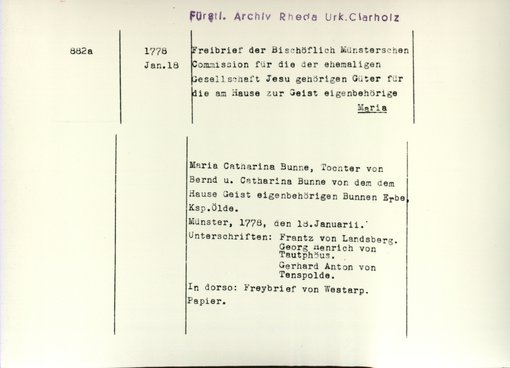 Fürstl. Archiv Rheda Urk.Clarholz
882a
1778
Jan.18
Freibrief der Bischöflich Münsterschen
Commission für die der ehemaligen
Gesellschaft Jesu gehörigen Güter für
die am Hause zur Geist eigenbehörige
Maria
Maria Catharina Bunne, Tochter von
Bernd u. Catharina Bunne von dem dem
Hause Geist eigenbehörigen Bunnen Erbe,
Ksp.Ölde.
Münster, 1778, den 18.Januarii.
Unterschriften: Frantz von Landsberg.
Georg Henrich von
Tautphöus.
Gerhard Anton von
Tenspolde.
In dorso: Freybrief von Westarp.
Papier.